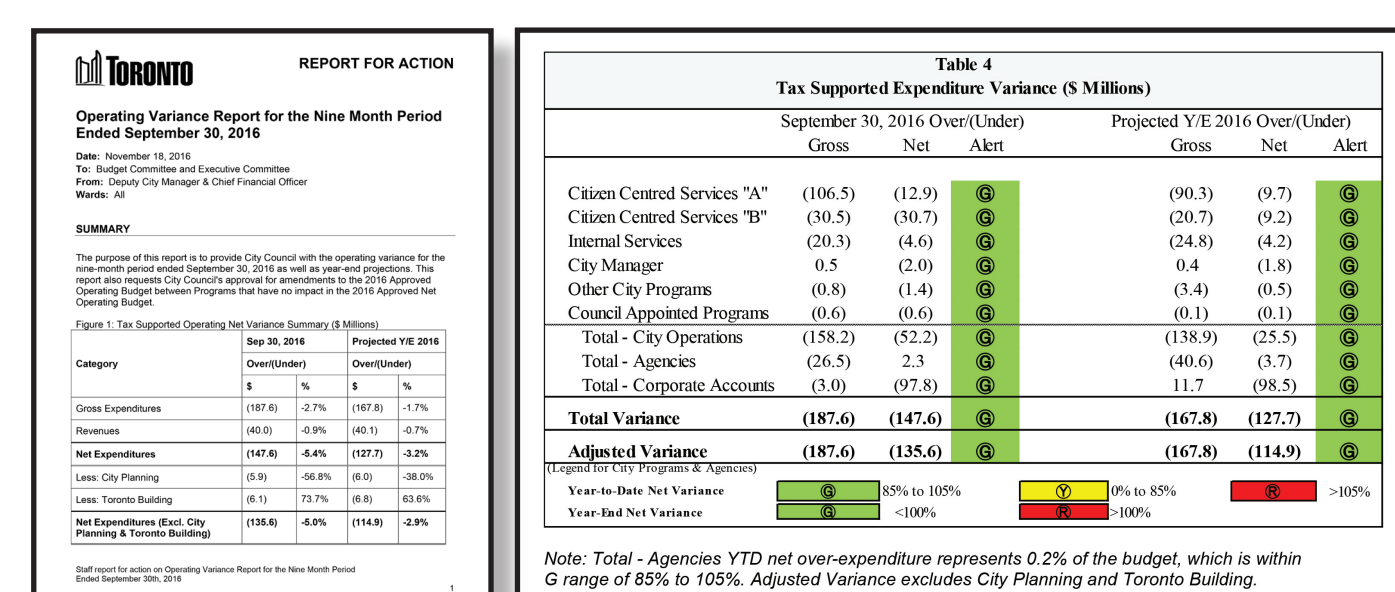 TORONTO
REPORT FOR ACTION
Operating Variance Report for the Nine Month Period
Ended September 30, 2016
Date: November 18, 2016
To: Budget Committee and Executive Committee
From: Deputy City Manager & Chief Financial Officer
Wards: All
SUMMARY
The purpose of this report is to provide City Council with the operating variance for the
nine-month period ended September 30, 2016 as well as year-end projections. This
report also requests City Council's approval for amendments to the 2016 Approved
Operating Budget between Programs that have no impact in the 2016 Approved Net
Operating Budget.
Figure 1: Tax Supported Operating Net Variance Summary ($ Millions)
Category Sep 30, 2016 Projected Y/E 2016
Over/(Under) Over/(Under)
$ % $ %
Gross Expenditures (187.6) -2.7% (167.8) -1.7%
Revenues (40.0) -0.9% (40.1) -0.7%
Net Expenditures (147.6) -5.4% (127.7) -3.2%
Less: City Planning (5.9) -56.8% (6.0) -38.0%
Less: Toronto Building (6.1) 73.7% (6.8) 63.6%
Net Expenditures (Excl. City (135.6) -5.0% (114.9) -2.9%
Planning & Toronto Building)
Staff report for action on Operating Variance Report for the Nine Month Period
Ended September 30th, 2016
1
Table 4
Tax Supported Expenditure Variance ($ Millions)
September 30, 2016 Over/(Under) Projected Y/E 2016 Over/(Under)
Gross Net Alert Gross Net Alert
Citizen Centred Services "A" (106.5) (12.9) G (90.3) (9.7) G
Citizen Centred Services "B" (30.5) (30.7) G (20.7) (9.2) G
Internal Services (20.3) (4.6) G (24.8) (4.2) G
City Manager 0.5 (2.0) G 0.4 (1.8) G
Other City Programs (0.8) (1.4) G (3.4) (0.5) G
Council Appointed Programs (0.6) (0.6) G (0.1) (0.1) G
Total - City Operations (158.2) (52.2) G (138.9) (25.5) G
Total - Agencies (26.5) 2.3 G (40.6) (3.7) G
Total - Corporate Accounts (3.0) (97.8) G 11.7 (98.5) G
Total Variance (187.6) (147.6) G (167.8) (127.7) G
Adjusted Variance (187.6) (135.6) G (167.8) (114.9) G
(Legend for City Programs & Agencies)
Year-to-Date Net Variance G 85% to 105% Y 0% to 85% R >105%
Year-End Net Variance G <100% R >100%
Note: Total - Agencies YTD net over-expenditure represents 0.2% of the budget, which is within
G range of 85% to 105%. Adjusted Variance excludes City Planning and Toronto Building.